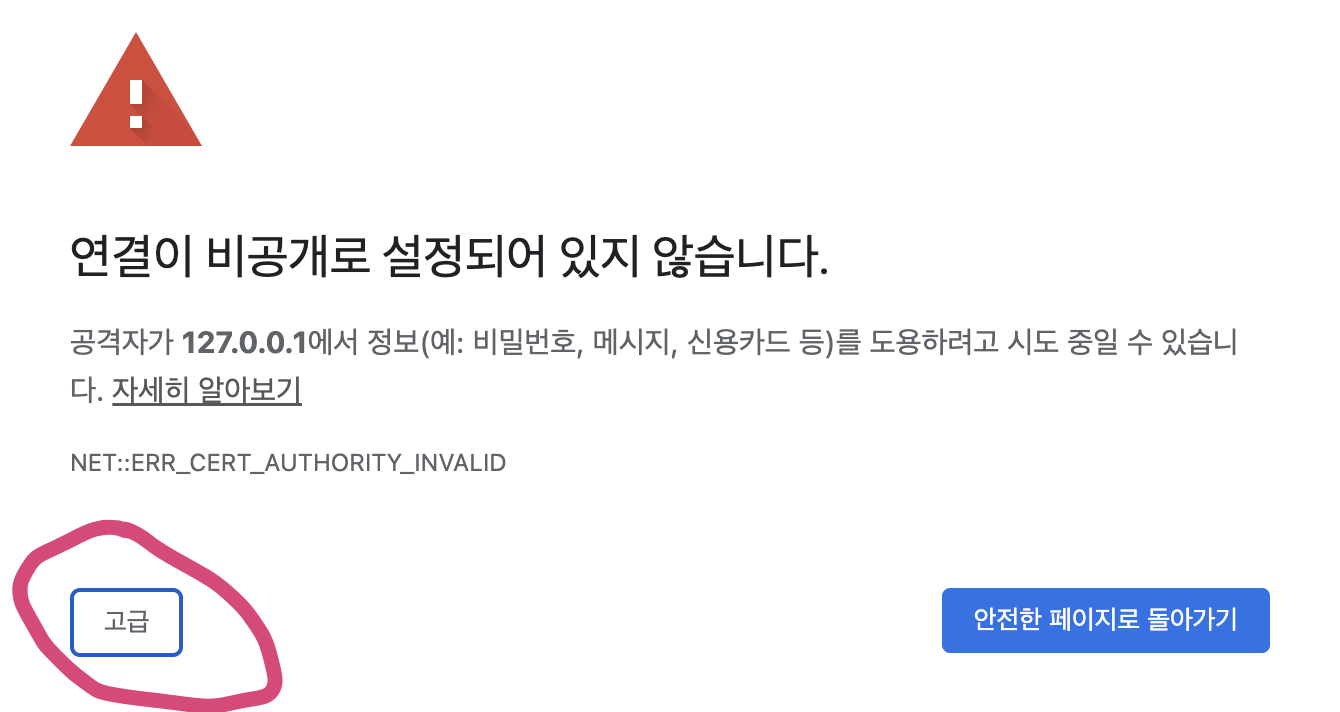 연결이 비공개로 설정되어 있지 않습니다.
공격자가 127.0.0.1에서 정보(예: 비밀번호, 메시지, 신용카드 등)를 도용하려고 시도 중일 수 있습니
다. 자세히 알아보기
NET::ERR_CERT_AUTHORITY_INVALID
고급
안전한 페이지로 돌아가기